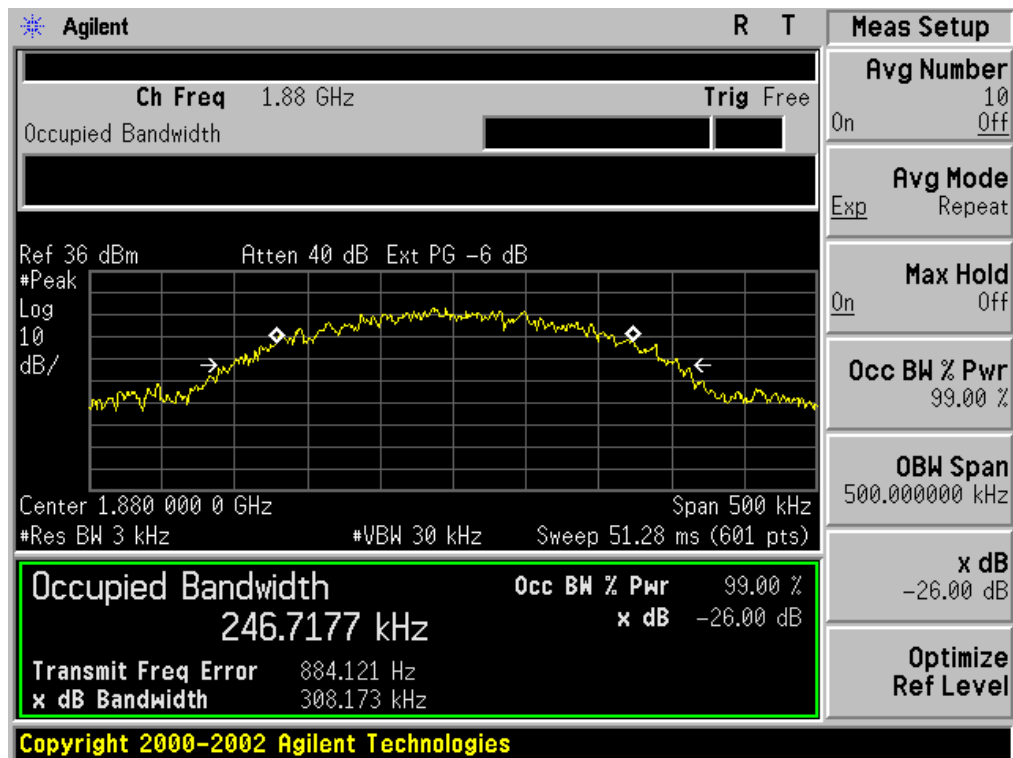 Agilent R T
Ch Freq 1.88 GHz Trig Free
Occupied Bandwidth
Ref 36 dBm Atten 40 dB Ext PG -6 dB
#Peak
Log
10
dB/
Center 1.880 000 0 GHz Span 500 kHz
#Res BW 3 kHz #VBW 30 kHz Sweep 51.28 ms (601 pts)
Occupied Bandwidth Occ BW % Pwr 99.00 %
246.7177 kHz x dB -26.00 dB
Transmit Freq Error 884.121 Hz
x dB Bandwidth 308.173 kHz
Copyright 2000-2002 Agilent Technologies
Meas Setup
Avg Number
10
On Off
Avg Mode
Exp Repeat
Max Hold
On Off
Occ BW % Pwr
99.00 %
OBW Span
500.000000 kHz
x dB
-26.00 dB
Optimize
Ref Level